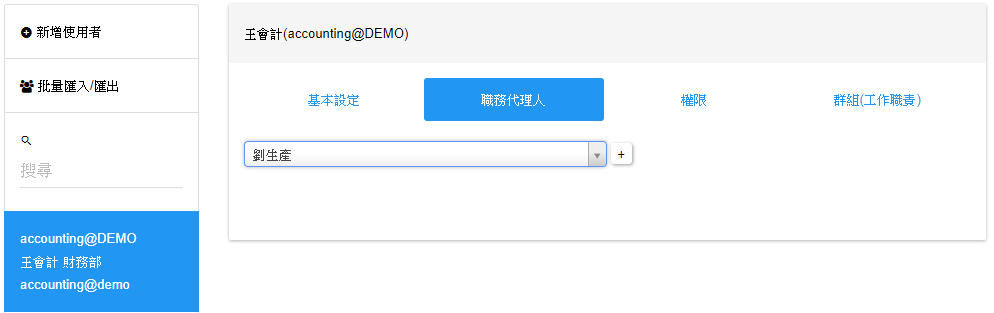 新增使用者
批量匯入/匯出
搜尋
accounting@DEMO
王會計 財務部
accounting@demo
王會計(accounting@DEMO)
基本設定
職務代理人
權限
群組(工作職責)
劉生產
+